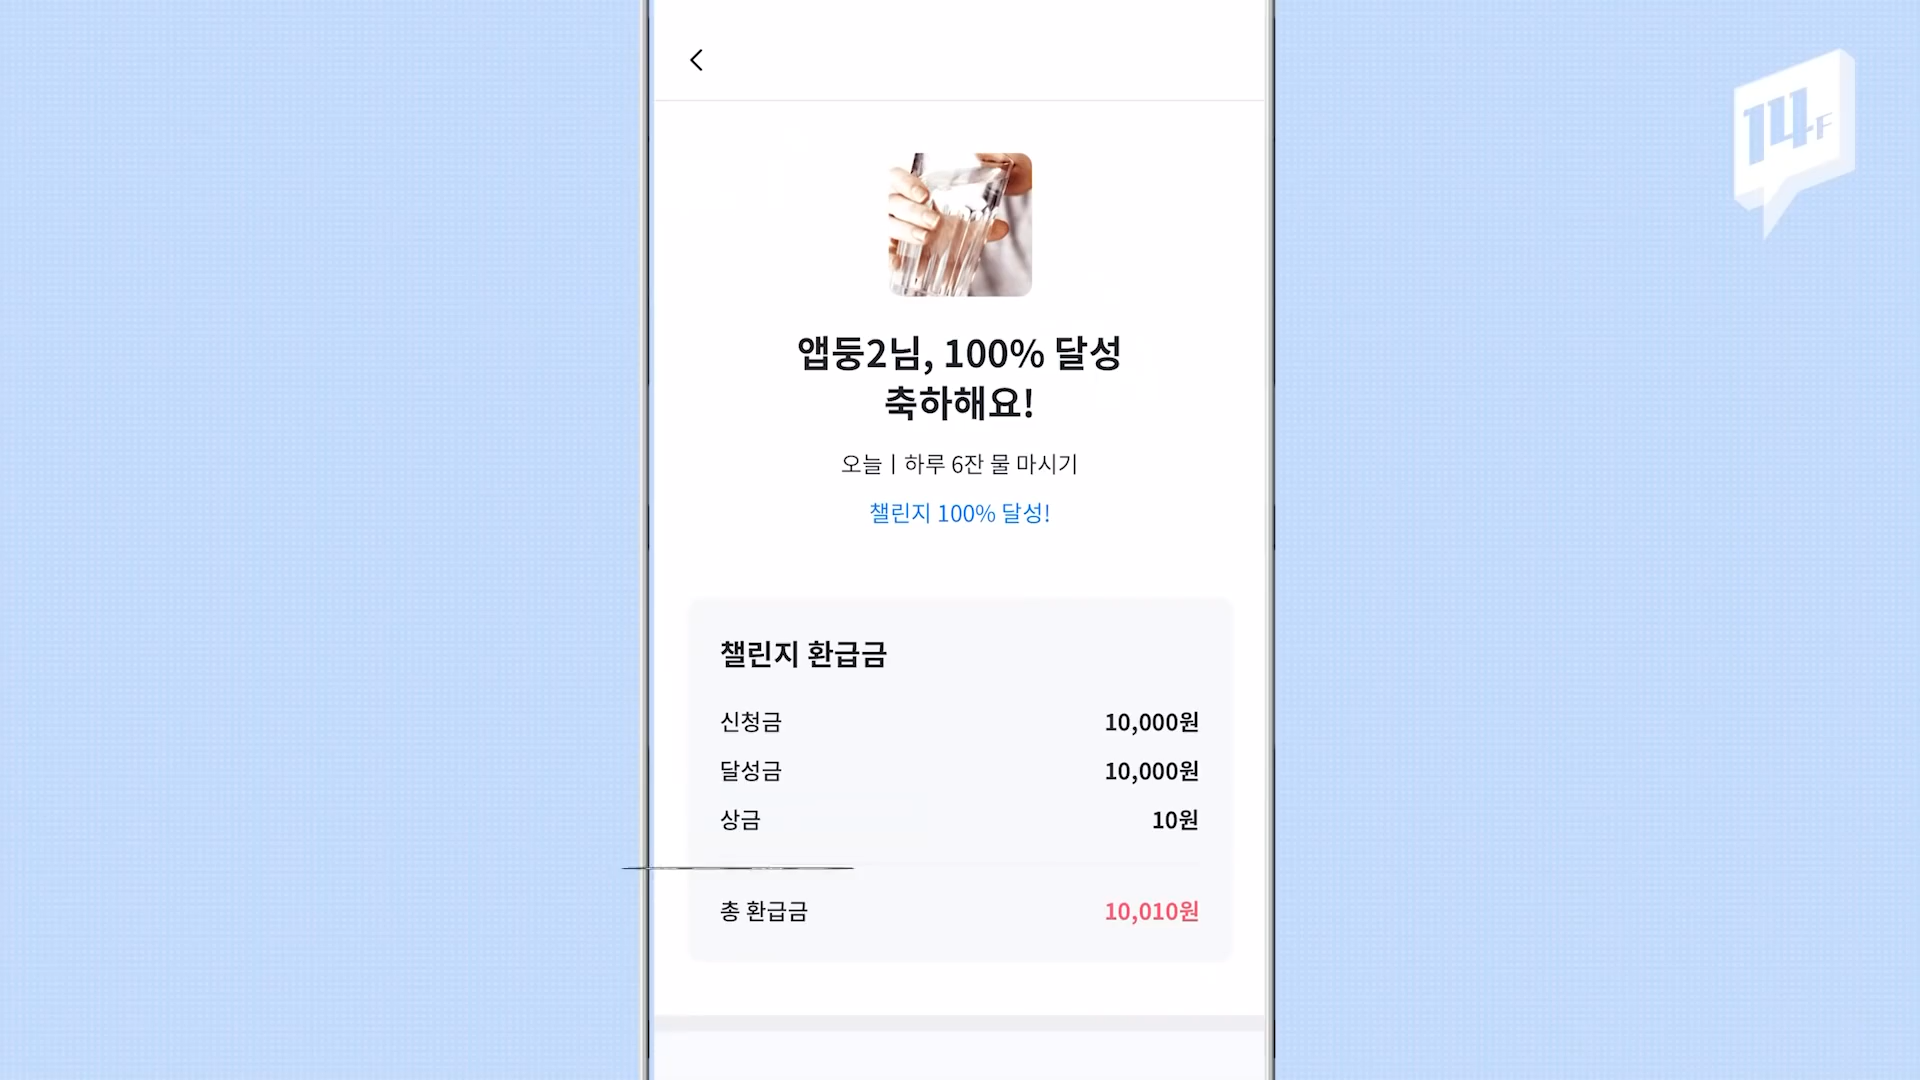 14F
앱둥2님, 100% 달성
축하해요!
오늘 | 하루 6잔 물 마시기
챌린지 100% 달성!
챌린지 환급금
신청금 10,000원
달성금 10,000원
상금 10원
총 환급금 10,010원